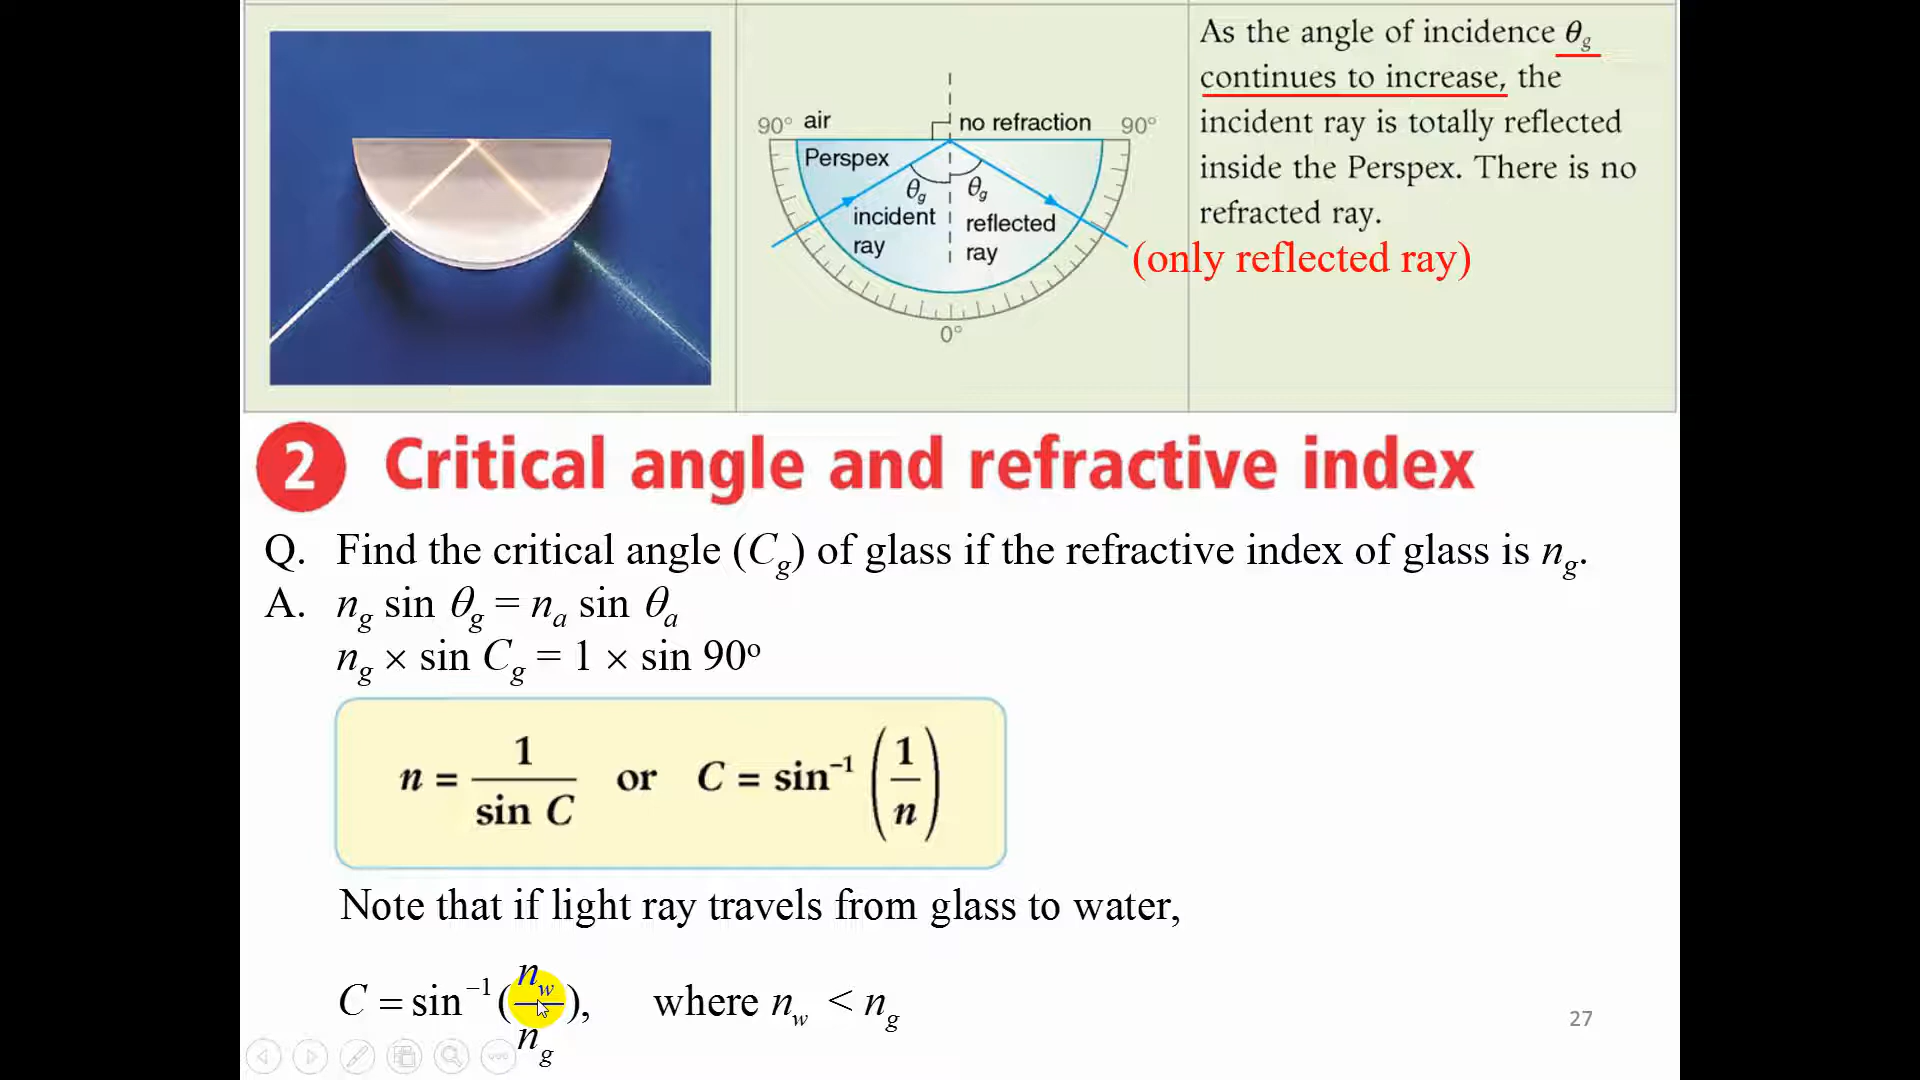 As the angle of incidence θg
continues to increase, the
incident ray is totally reflected
inside the Perspex. There is no
refracted ray.
(only reflected ray)
90° air
no refraction 90°
Perspex
θg θg
incident
ray
reflected
ray
0°
2 Critical angle and refractive index
Q. Find the critical angle (Cg) of glass if the refractive index of glass is ng.
A. ng sin θg = na sin θa
ng × sin Cg = 1 × sin 90º
n = 1/sin C or C = sin⁻¹ (1/n)
Note that if light ray travels from glass to water,
C = sin⁻¹(nw/ng), where nw < ng
27